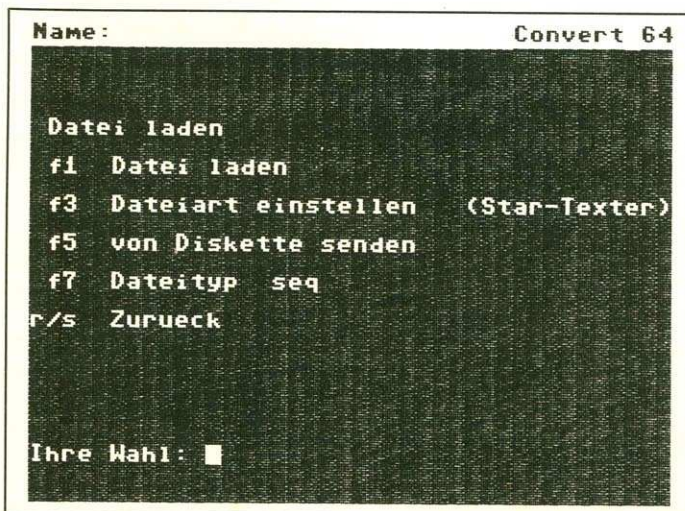 Name: Convert 64
Datei laden
f1 Datei laden
f3 Dateiart einstellen (Star-Texter)
f5 von Diskette senden
f7 Dateityp seq
r/s Zurueck
Ihre Wahl: